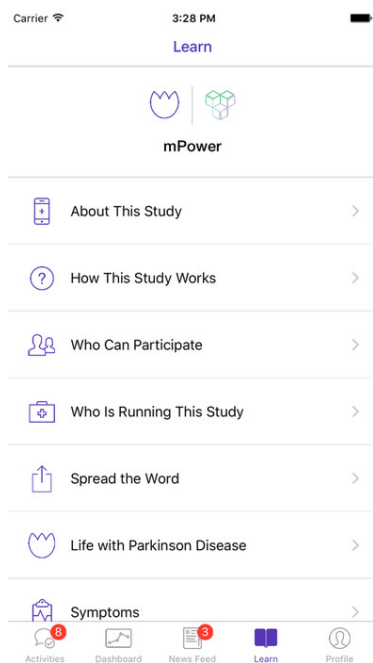 Carrier 3:28 PM
Learn
mPower
About This Study
How This Study Works
Who Can Participate
Who Is Running This Study
Spread the Word
Life with Parkinson Disease
Symptoms
8 3
Activities Dashboard News Feed Learn Profile